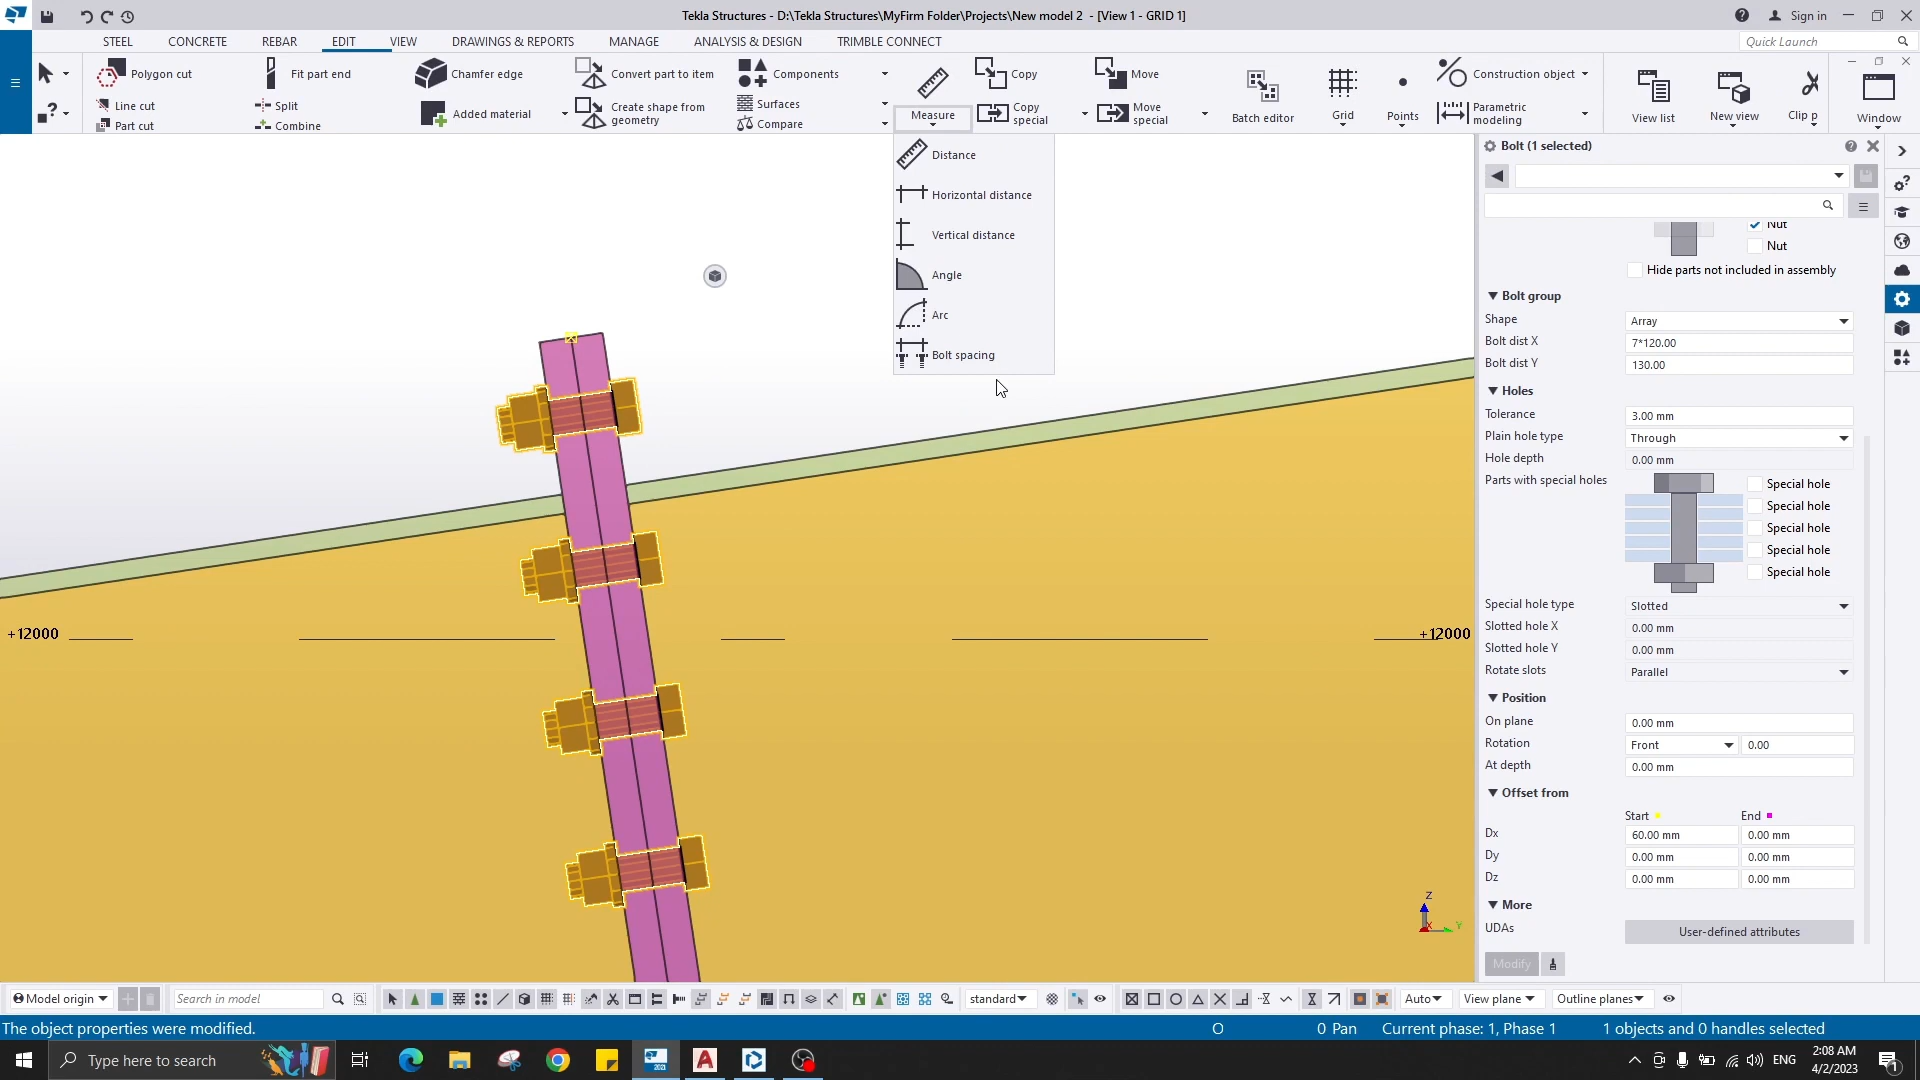 Tekla Structures - D:\Tekla Structures\MyFirm Folder\Projects\New model 2 - [View 1 - GRID 1]
Sign in
STEEL CONCRETE REBAR EDIT VIEW DRAWINGS & REPORTS MANAGE ANALYSIS & DESIGN TRIMBLE CONNECT
Quick Launch
Polygon cut
Line cut
Part cut
Fit part end
Split
Combine
Chamfer edge
Added material
Convert part to item
Create shape from
geometry
Components
Surfaces
Compare
Measure
Copy
Copy
special
Move
Move
special
Batch editor
Grid
Points
Construction object
Parametric
modeling
View list
New view
Clip p
Window
Distance
Horizontal distance
Vertical distance
Angle
Arc
Bolt spacing
+12000
+12000
Z
Y
X
Bolt (1 selected)
Nut
Nut
Hide parts not included in assembly
Bolt group
Shape Array
Bolt dist X 7*120.00
Bolt dist Y 130.00
Holes
Tolerance 3.00 mm
Plain hole type Through
Hole depth 0.00 mm
Parts with special holes Special hole
Special hole
Special hole
Special hole
Special hole
Special hole type Slotted
Slotted hole X 0.00 mm
Slotted hole Y 0.00 mm
Rotate slots Parallel
Position
On plane 0.00 mm
Rotation Front 0.00
At depth 0.00 mm
Offset from
Start End
Dx 60.00 mm 0.00 mm
Dy 0.00 mm 0.00 mm
Dz 0.00 mm 0.00 mm
More
UDAs User-defined attributes
Modify
Model origin Search in model standard Auto View plane Outline planes
The object properties were modified. O 0 Pan Current phase: 1, Phase 1 1 objects and 0 handles selected
Type here to search
2021
ENG
2:08 AM
4/2/2023
1